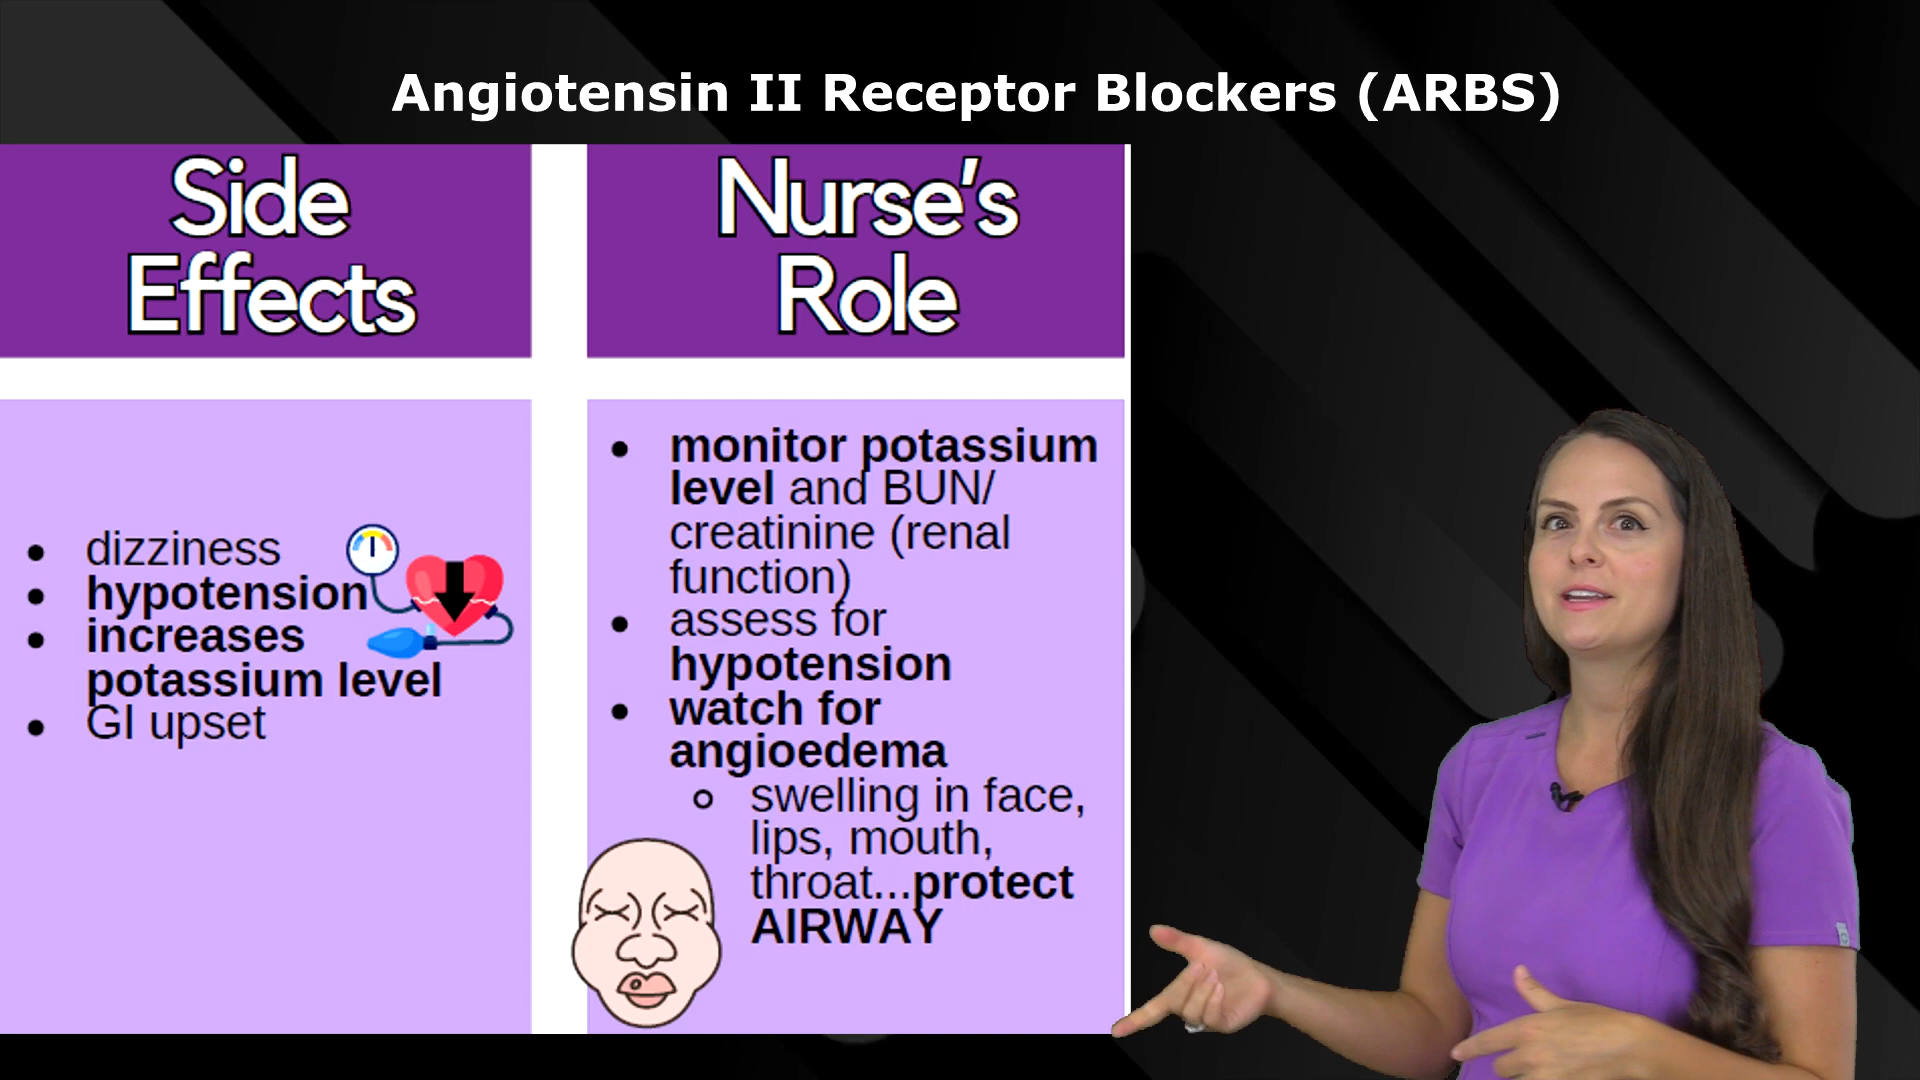 Angiotensin II Receptor Blockers (ARBS)
Side
Effects
• dizziness
• hypotension
• increases
potassium level
• GI upset
Nurse's
Role
• monitor potassium
level and BUN/
creatinine (renal
function)
• assess for
hypotension
• watch for
angioedema
○ swelling in face,
lips, mouth,
throat...protect
AIRWAY